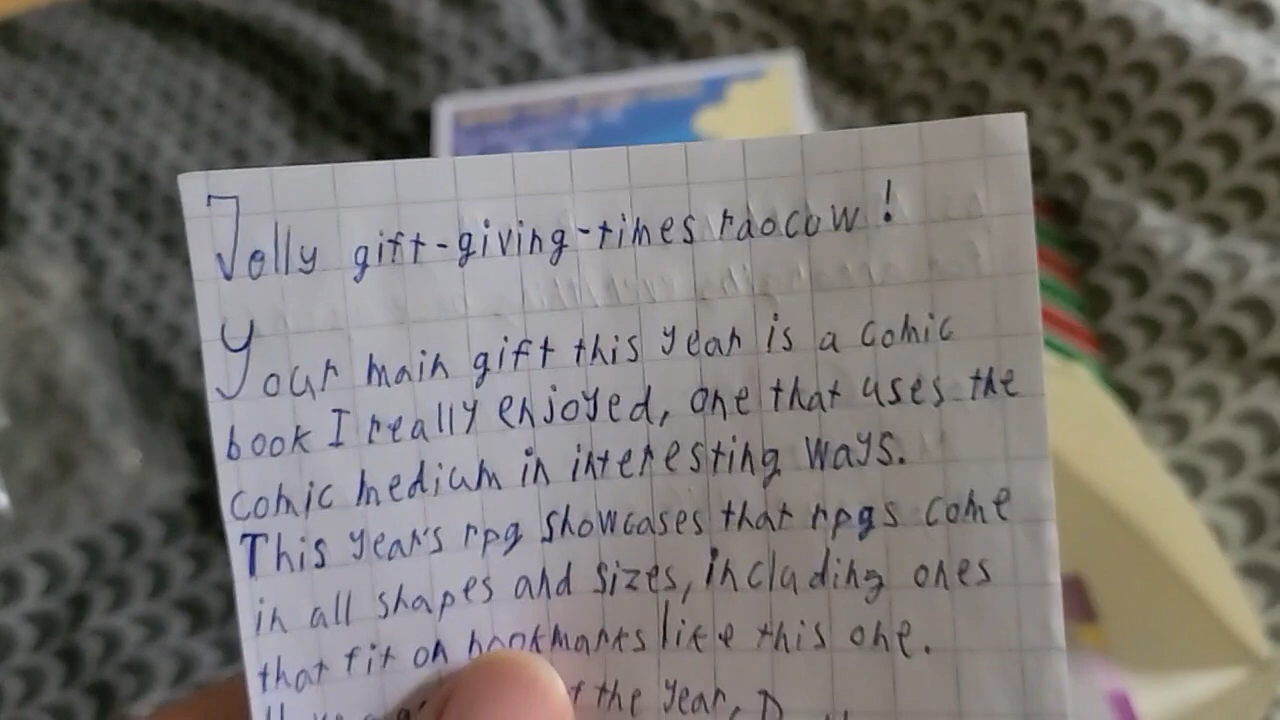 Jolly gift-giving-times raocow!
Your main gift this year is a comic
book I really enjoyed, one that uses the
comic medium in interesting ways.
This years rpg showcases that rpgs come
in all shapes and sizes, including ones
that fit on bookmarks like this one.
the year,